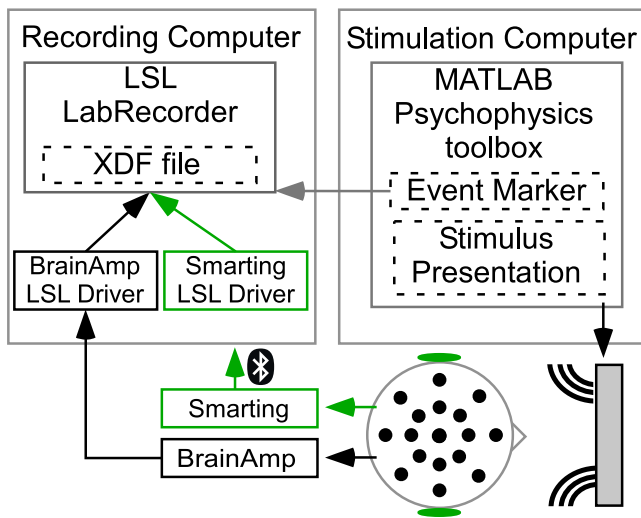 Recording Computer
LSL
LabRecorder
XDF file
BrainAmp
LSL Driver
Smarting
LSL Driver
Stimulation Computer
MATLAB
Psychophysics
toolbox
Event Marker
Stimulus
Presentation
Smarting
BrainAmp